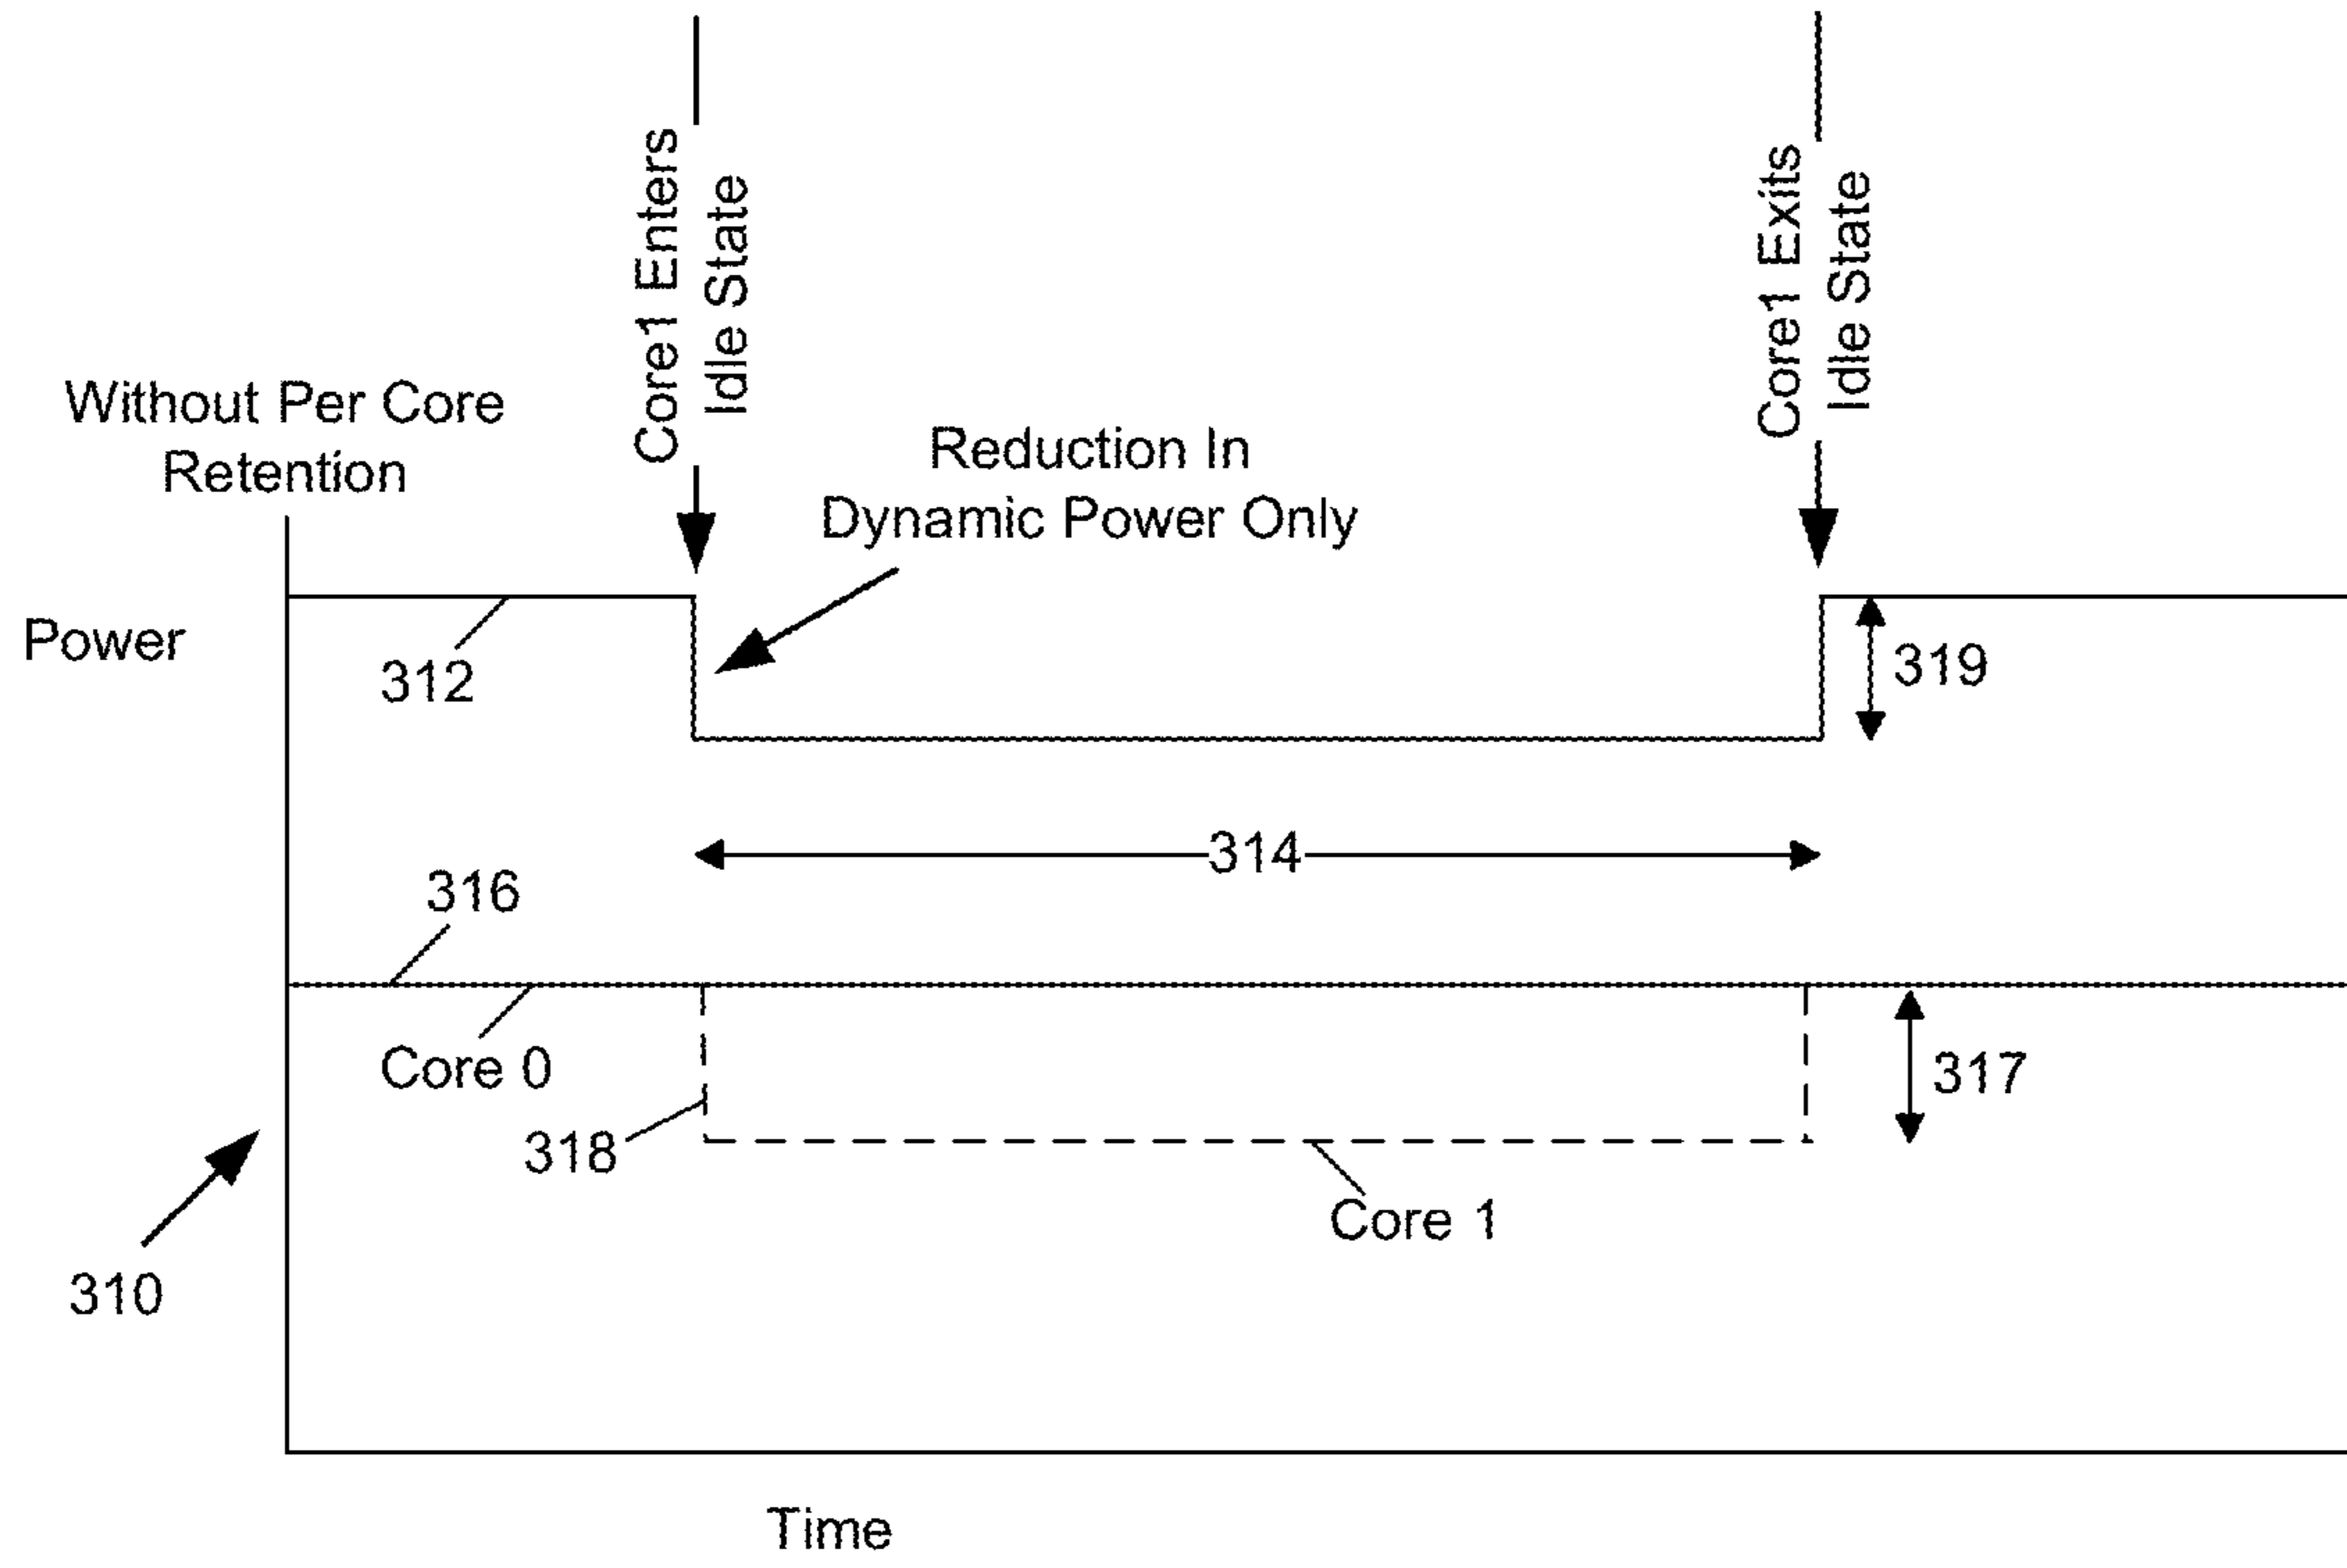 Core1 Enters
Idle State
Core1 Exits
Idle State
Without Per Core
Retention
Reduction In
Dynamic Power Only
Power
312
319
314
316
Core 0
317
318
Core 1
310
Time